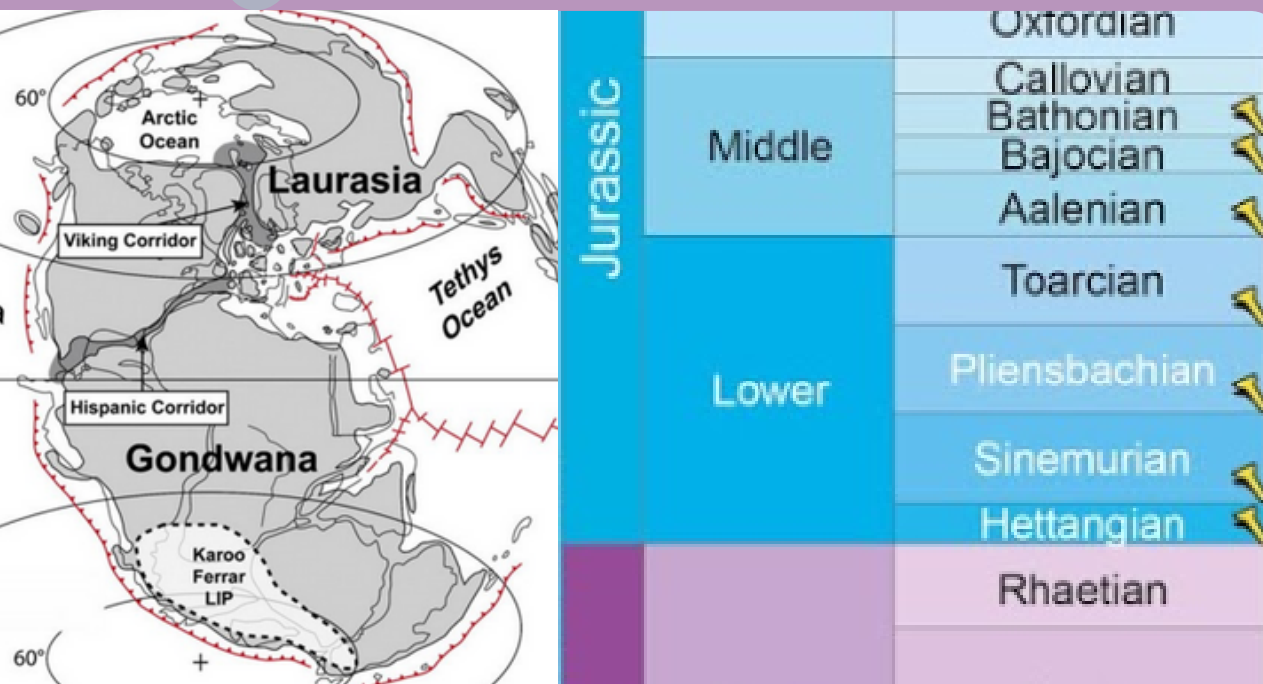 60°
Arctic
Ocean
Laurasia
Viking Corridor
Tethys
Ocean
Hispanic Corridor
Gondwana
Karoo
Ferrar
LIP
60°
Jurassic
Oxfordian
Middle
Callovian
Bathonian
Bajocian
Aalenian
Lower
Toarcian
Pliensbachian
Sinemurian
Hettangian
Rhaetian